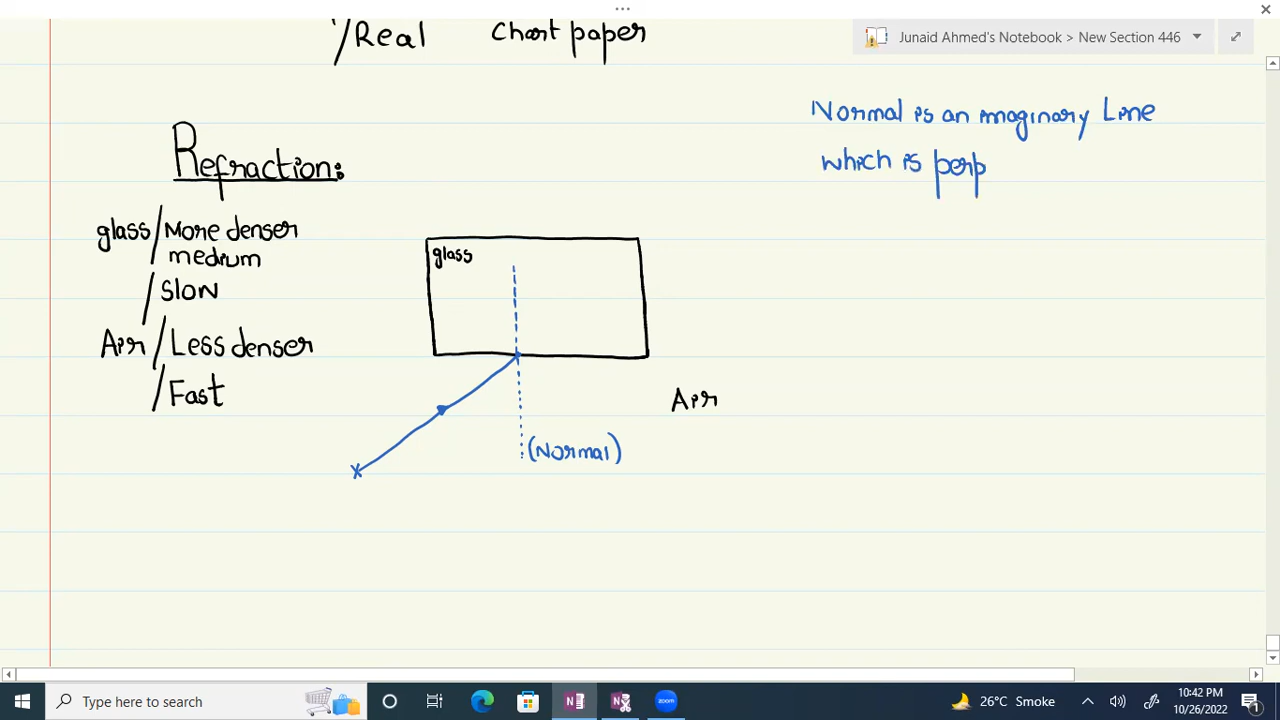 /Real Chart paper
Junaid Ahmed's Notebook > New Section 446
Normal is an imaginary Line
which is perp
Refraction:
glass/More denser
medium
/Slow
Air/Less denser
/Fast
glass
Air
(Normal)
Type here to search
zoom
26°C Smoke
10:42 PM
10/26/2022
1